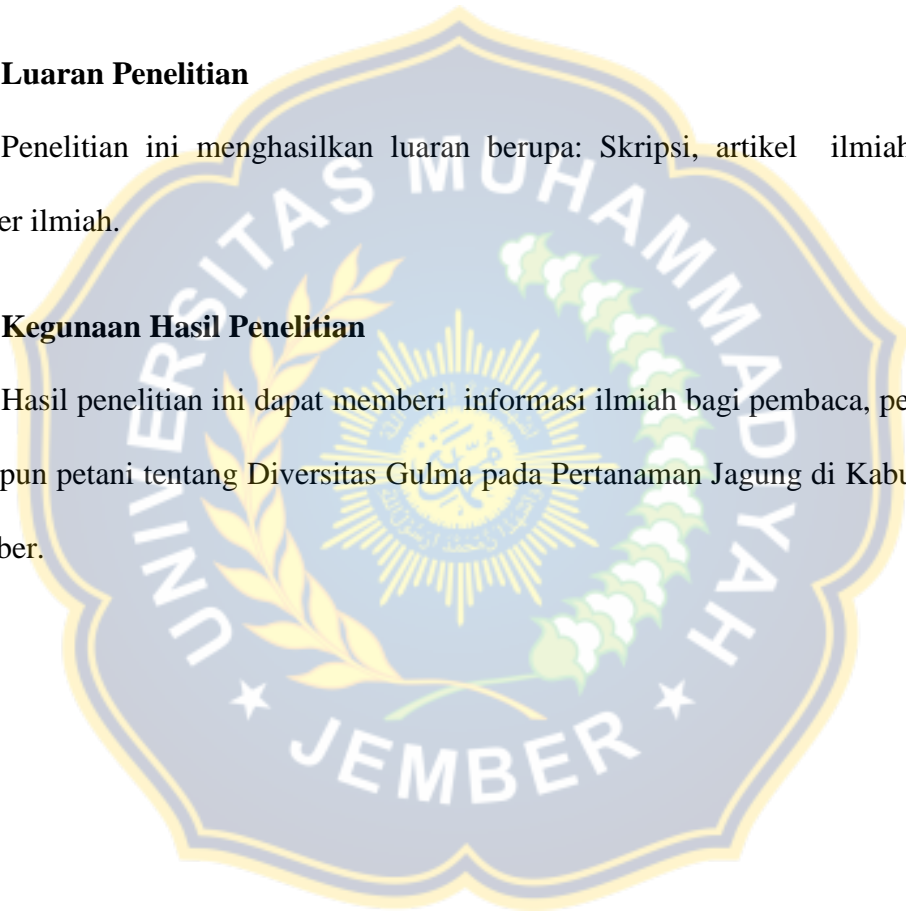 Luaran Penelitian
Penelitian ini menghasilkan luaran berupa: Skripsi, artikel ilmiah
er ilmiah.
Kegunaan Hasil Penelitian
Hasil penelitian ini dapat memberi informasi ilmiah bagi pembaca, pe
pun petani tentang Diversitas Gulma pada Pertanaman Jagung di Kabu
ber.
UNIVERSITAS MUHAMMADIYAH
JEMBER